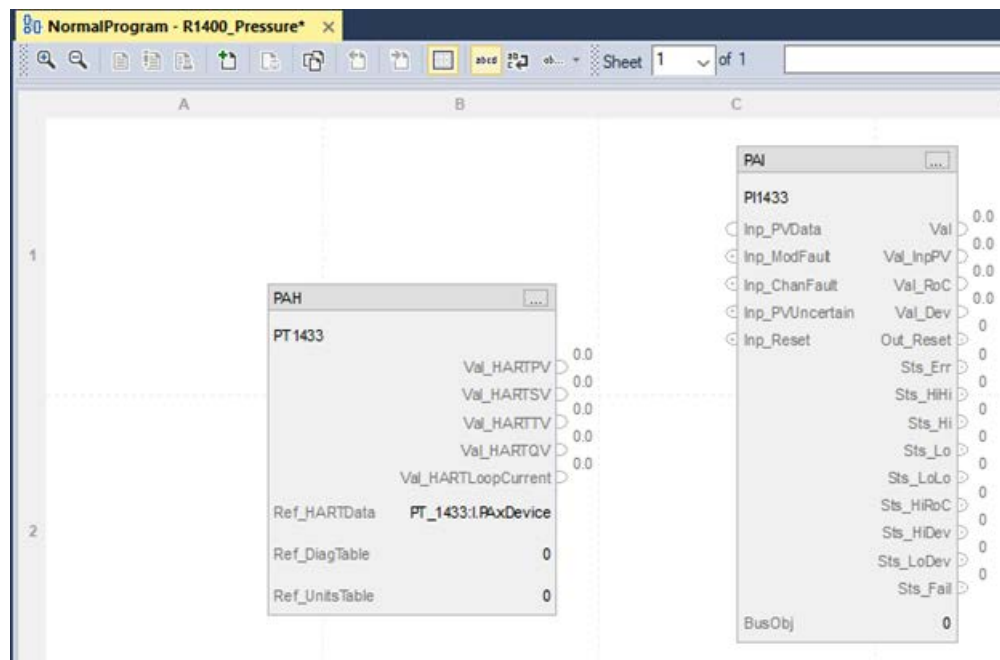 NormalProgram - R1400_Pressure* ×
abcd
Sheet 1 of 1
A B C
1
2
PAH ...
PT1433
Val_HARTPV 0.0
Val_HARTSV 0.0
Val_HARTTV 0.0
Val_HARTQV 0.0
Val_HARTLoopCurrent 0.0
Ref_HARTData PT_1433:I.PAxDevice
Ref_DiagTable 0
Ref_UnitsTable 0
PAI ...
PI1433
Inp_PVData Val 0.0
Inp_ModFault Val_InpPV 0.0
Inp_ChanFault Val_RoC 0.0
Inp_PVUncertain Val_Dev 0.0
Inp_Reset Out_Reset 0
Sts_Err 0
Sts_HiHi 0
Sts_Hi 0
Sts_Lo 0
Sts_LoLo 0
Sts_HiRoC 0
Sts_HiDev 0
Sts_LoDev 0
Sts_Fail 0
BusObj 0